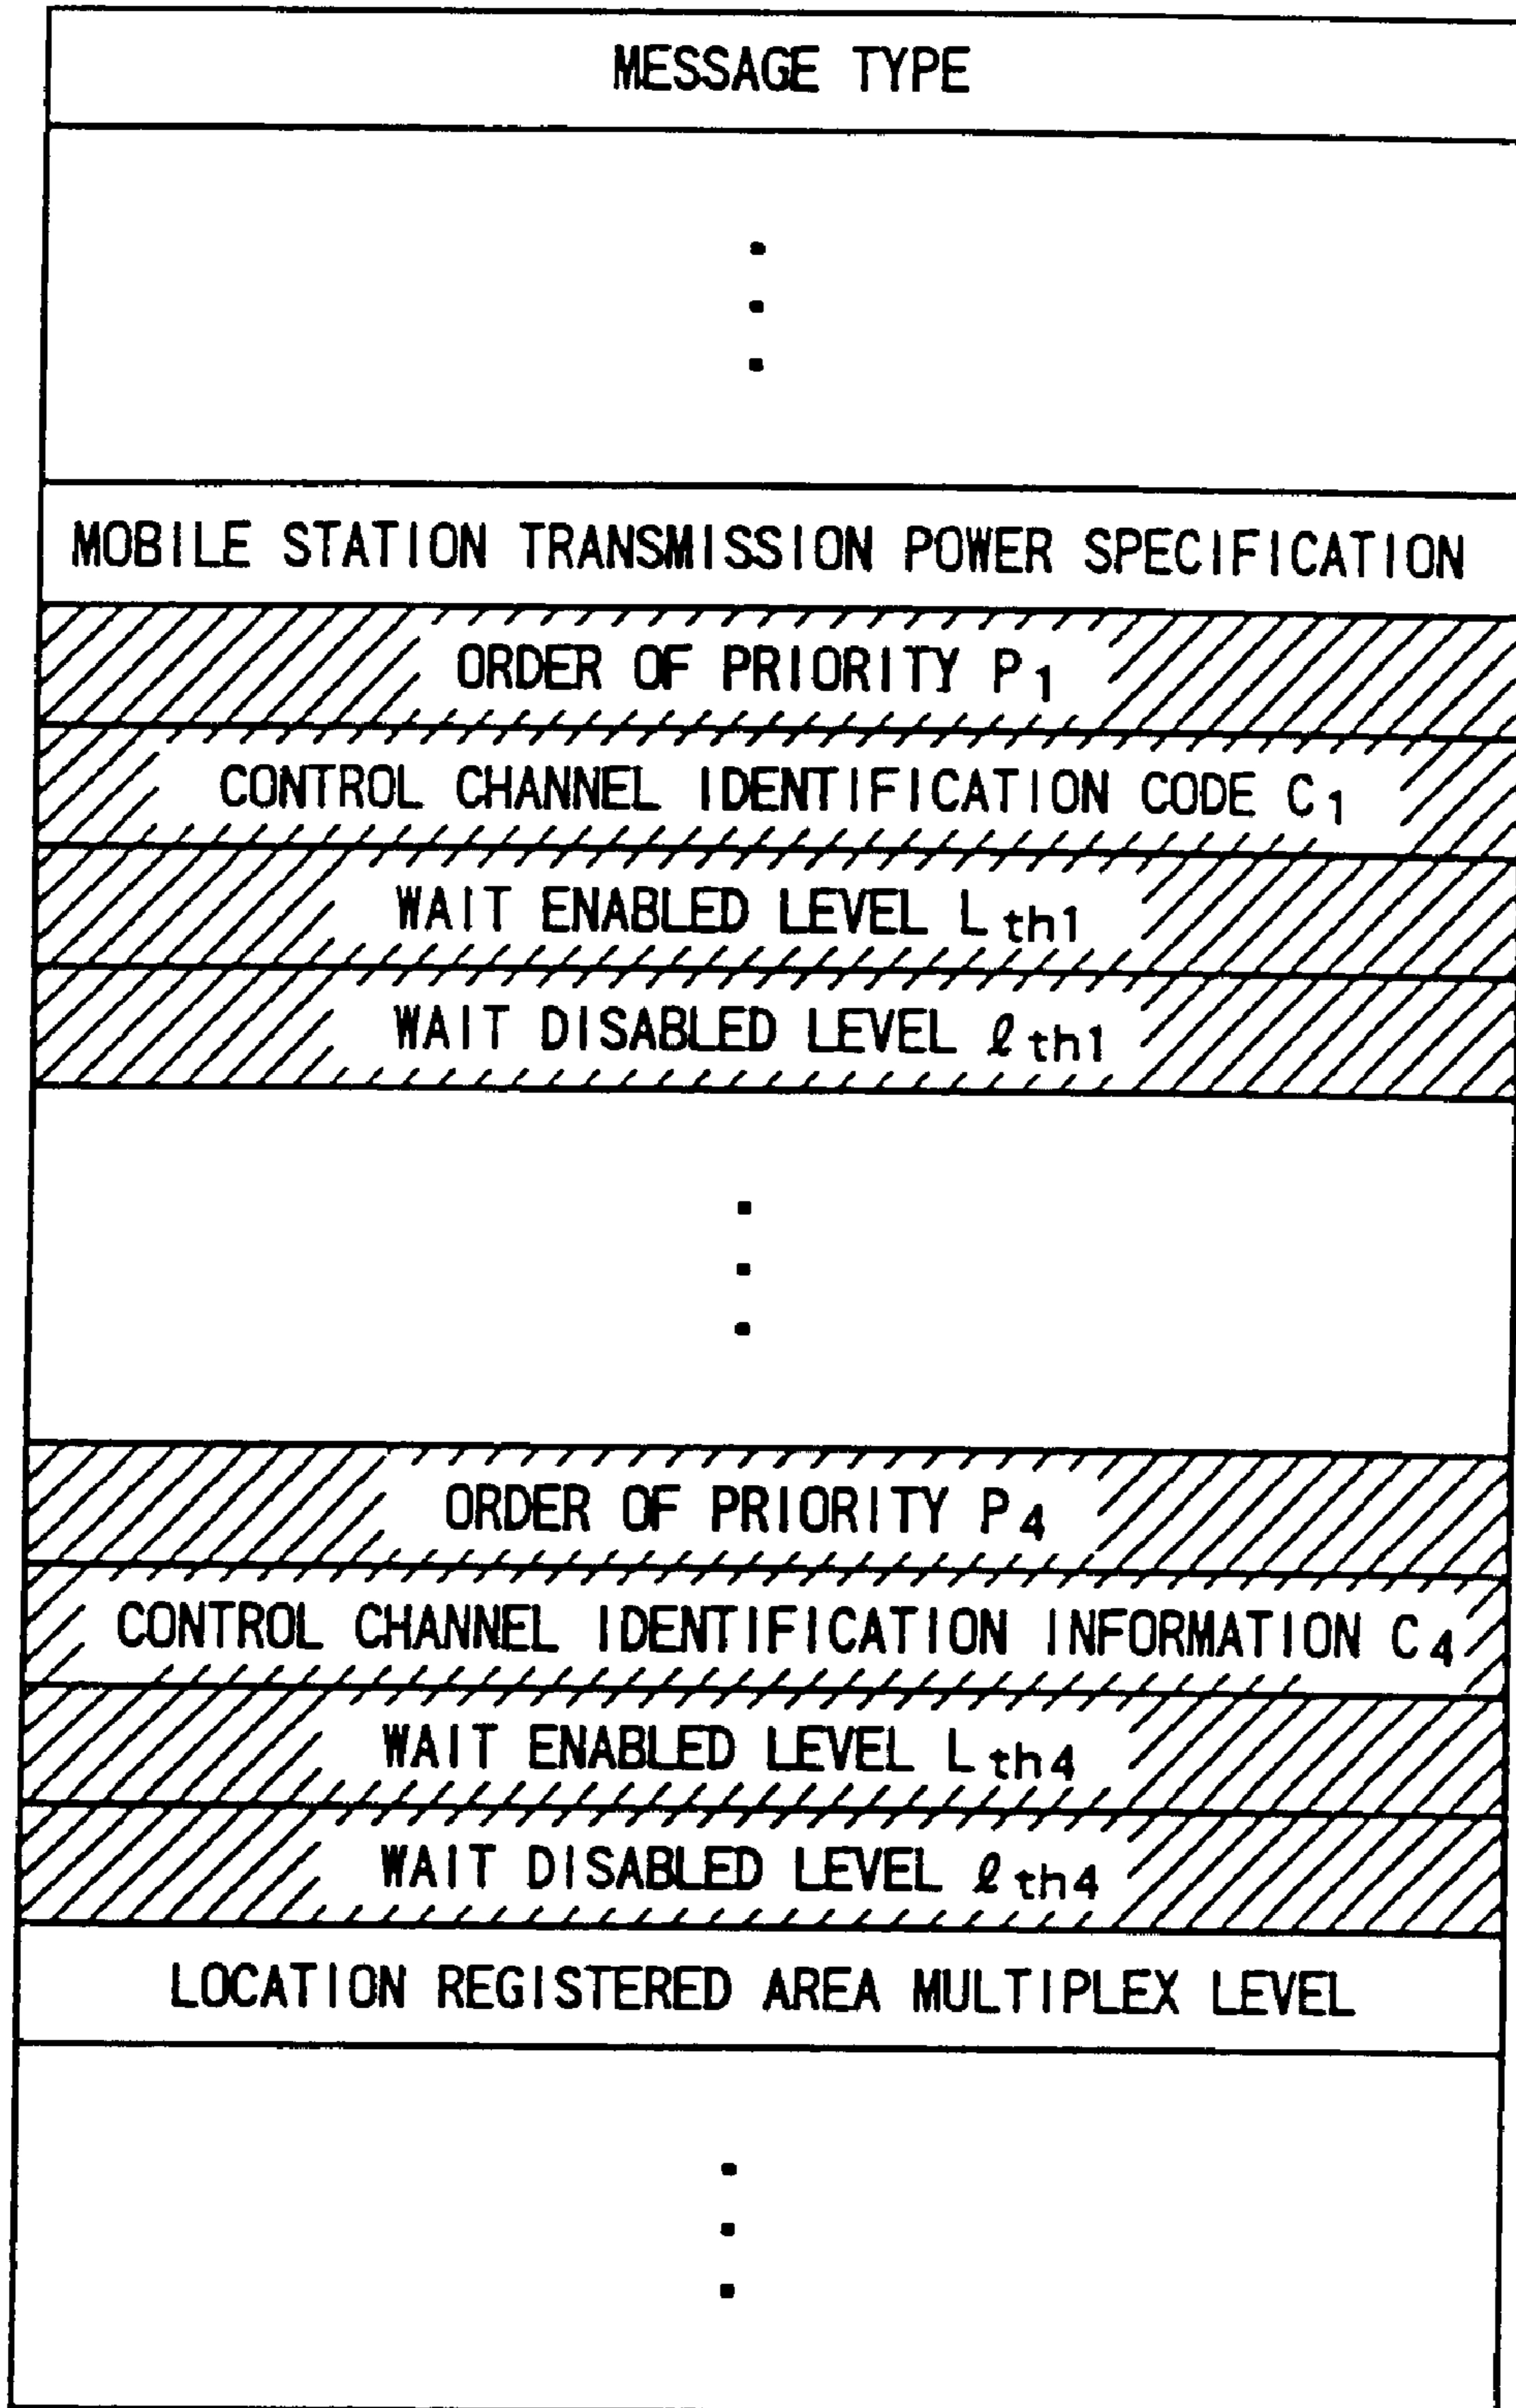 MESSAGE TYPE
MOBILE STATION TRANSMISSION POWER SPECIFICATION
ORDER OF PRIORITY P1
CONTROL CHANNEL IDENTIFICATION CODE C1
WAIT ENABLED LEVEL Lth1
WAIT DISABLED LEVEL ℓth1
ORDER OF PRIORITY P4
CONTROL CHANNEL IDENTIFICATION INFORMATION C4
WAIT ENABLED LEVEL Lth4
WAIT DISABLED LEVEL ℓth4
LOCATION REGISTERED AREA MULTIPLEX LEVEL